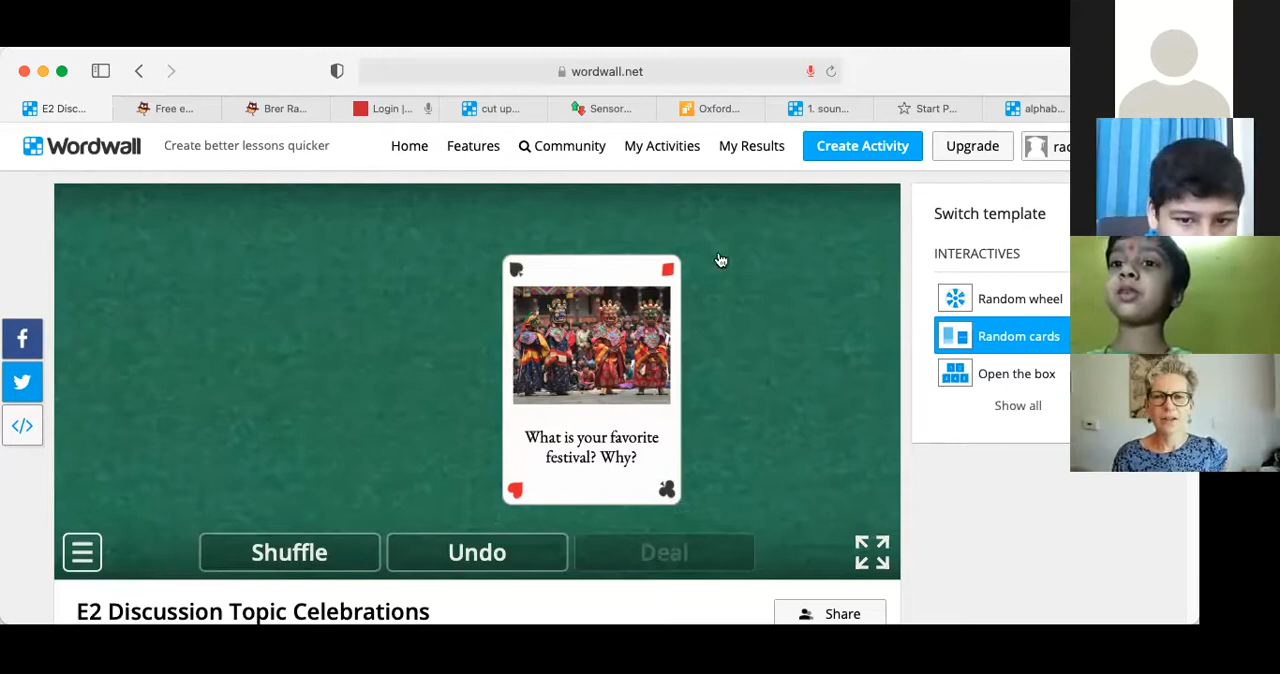 wordwall.net
E2 Disc...
Free e...
Brer Ra...
Login |...
cut up...
Sensor...
Oxford...
1. soun...
Start P...
alphab...
Wordwall
Create better lessons quicker
Home
Features
Community
My Activities
My Results
Create Activity
Upgrade
rac
Switch template
INTERACTIVES
Random wheel
Random cards
Open the box
Show all
What is your favorite
festival? Why?
Shuffle
Undo
Deal
E2 Discussion Topic Celebrations
Share